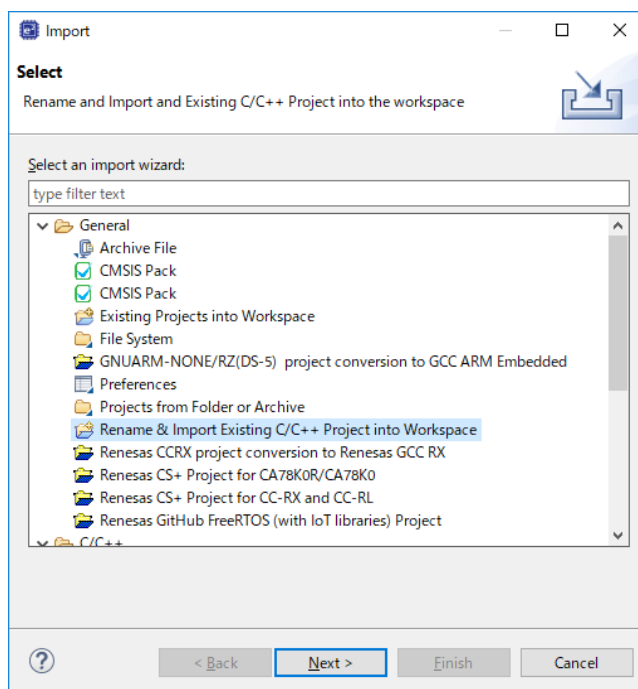 Import
Select
Rename and Import and Existing C/C++ Project into the workspace
Select an import wizard:
type filter text
General
Archive File
CMSIS Pack
CMSIS Pack
Existing Projects into Workspace
File System
GNUARM-NONE/RZ(DS-5)  project conversion to GCC ARM Embedded
Preferences
Projects from Folder or Archive
Rename & Import Existing C/C++ Project into Workspace
Renesas CCRX project conversion to Renesas GCC RX
Renesas CS+ Project for CA78K0R/CA78K0
Renesas CS+ Project for CC-RX and CC-RL
Renesas GitHub FreeRTOS (with IoT libraries) Project
C/C++
< Back
Next >
Finish
Cancel